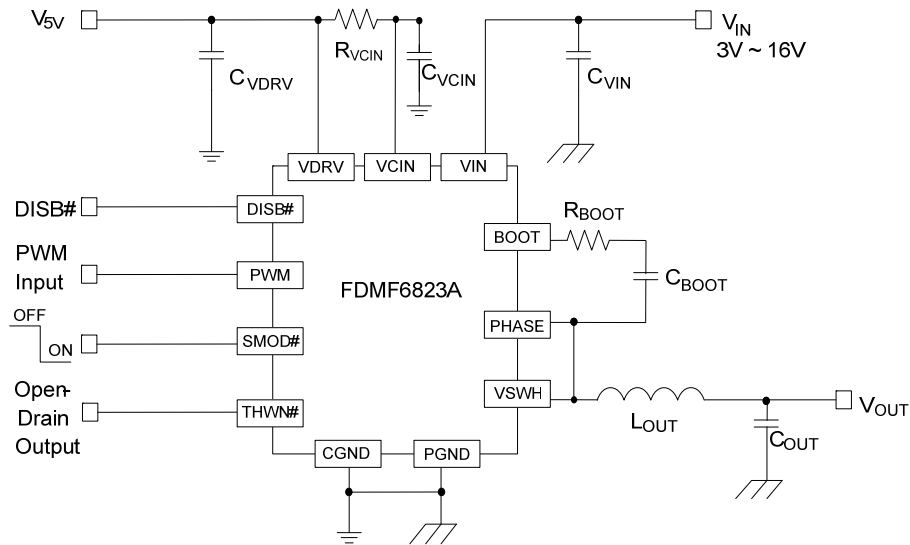 V5V
RVCIN
CVDRV
CVCIN
CVIN
VIN
3V ~ 16V
VDRV
VCIN
VIN
DISB#
DISB#
PWM
Input
PWM
OFF
ON
SMOD#
Open-
Drain
Output
THWN#
FDMF6823A
BOOT
RBOOT
CBOOT
PHASE
VSWH
LOUT
VOUT
COUT
CGND
PGND